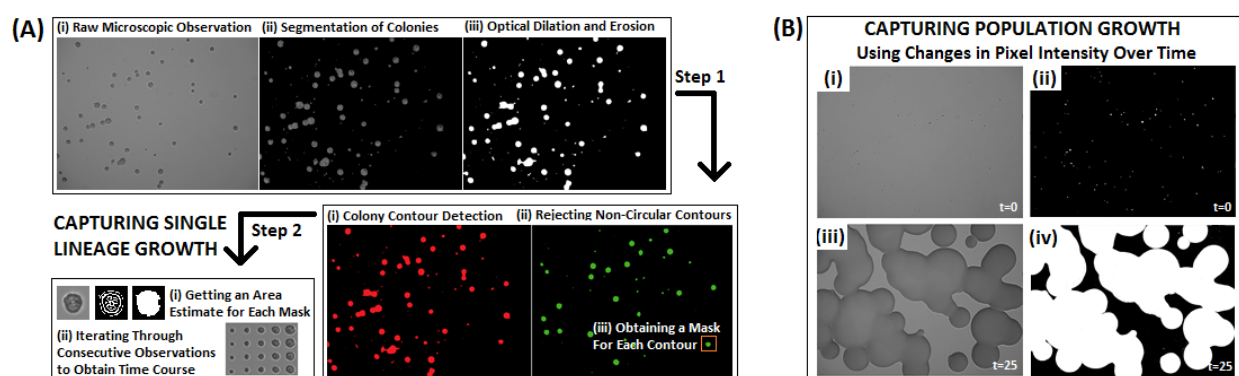 (A)
(i) Raw Microscopic Observation
(ii) Segmentation of Colonies
(iii) Optical Dilation and Erosion
Step 1
CAPTURING SINGLE
LINEAGE GROWTH
Step 2
(i) Colony Contour Detection
(ii) Rejecting Non-Circular Contours
(iii) Obtaining a Mask
For Each Contour
(i) Getting an Area
Estimate for Each Mask
(ii) Iterating Through
Consecutive Observations
to Obtain Time Course
(B)
CAPTURING POPULATION GROWTH
Using Changes in Pixel Intensity Over Time
(i)
t=0
(ii)
t=0
(iii)
t=25
(iv)
t=25